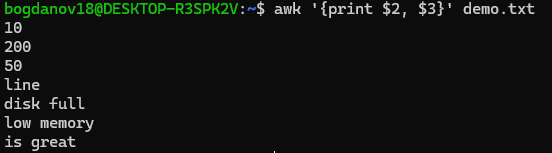 bogdanov18@DESKTOP-R3SPK2V:~$ awk '{print $2, $3}' demo.txt
10
200
50
line
disk full
low memory
is great